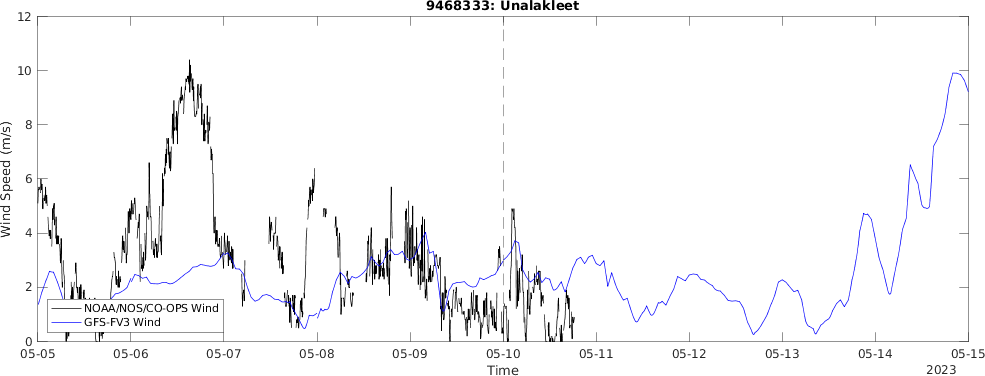 9468333: Unalakleet
Wind Speed (m/s)
12
10
8
6
4
2
0
NOAA/NOS/CO-OPS Wind
GFS-FV3 Wind
05-05 05-06 05-07 05-08 05-09 05-10 05-11 05-12 05-13 05-14 05-15
Time
2023